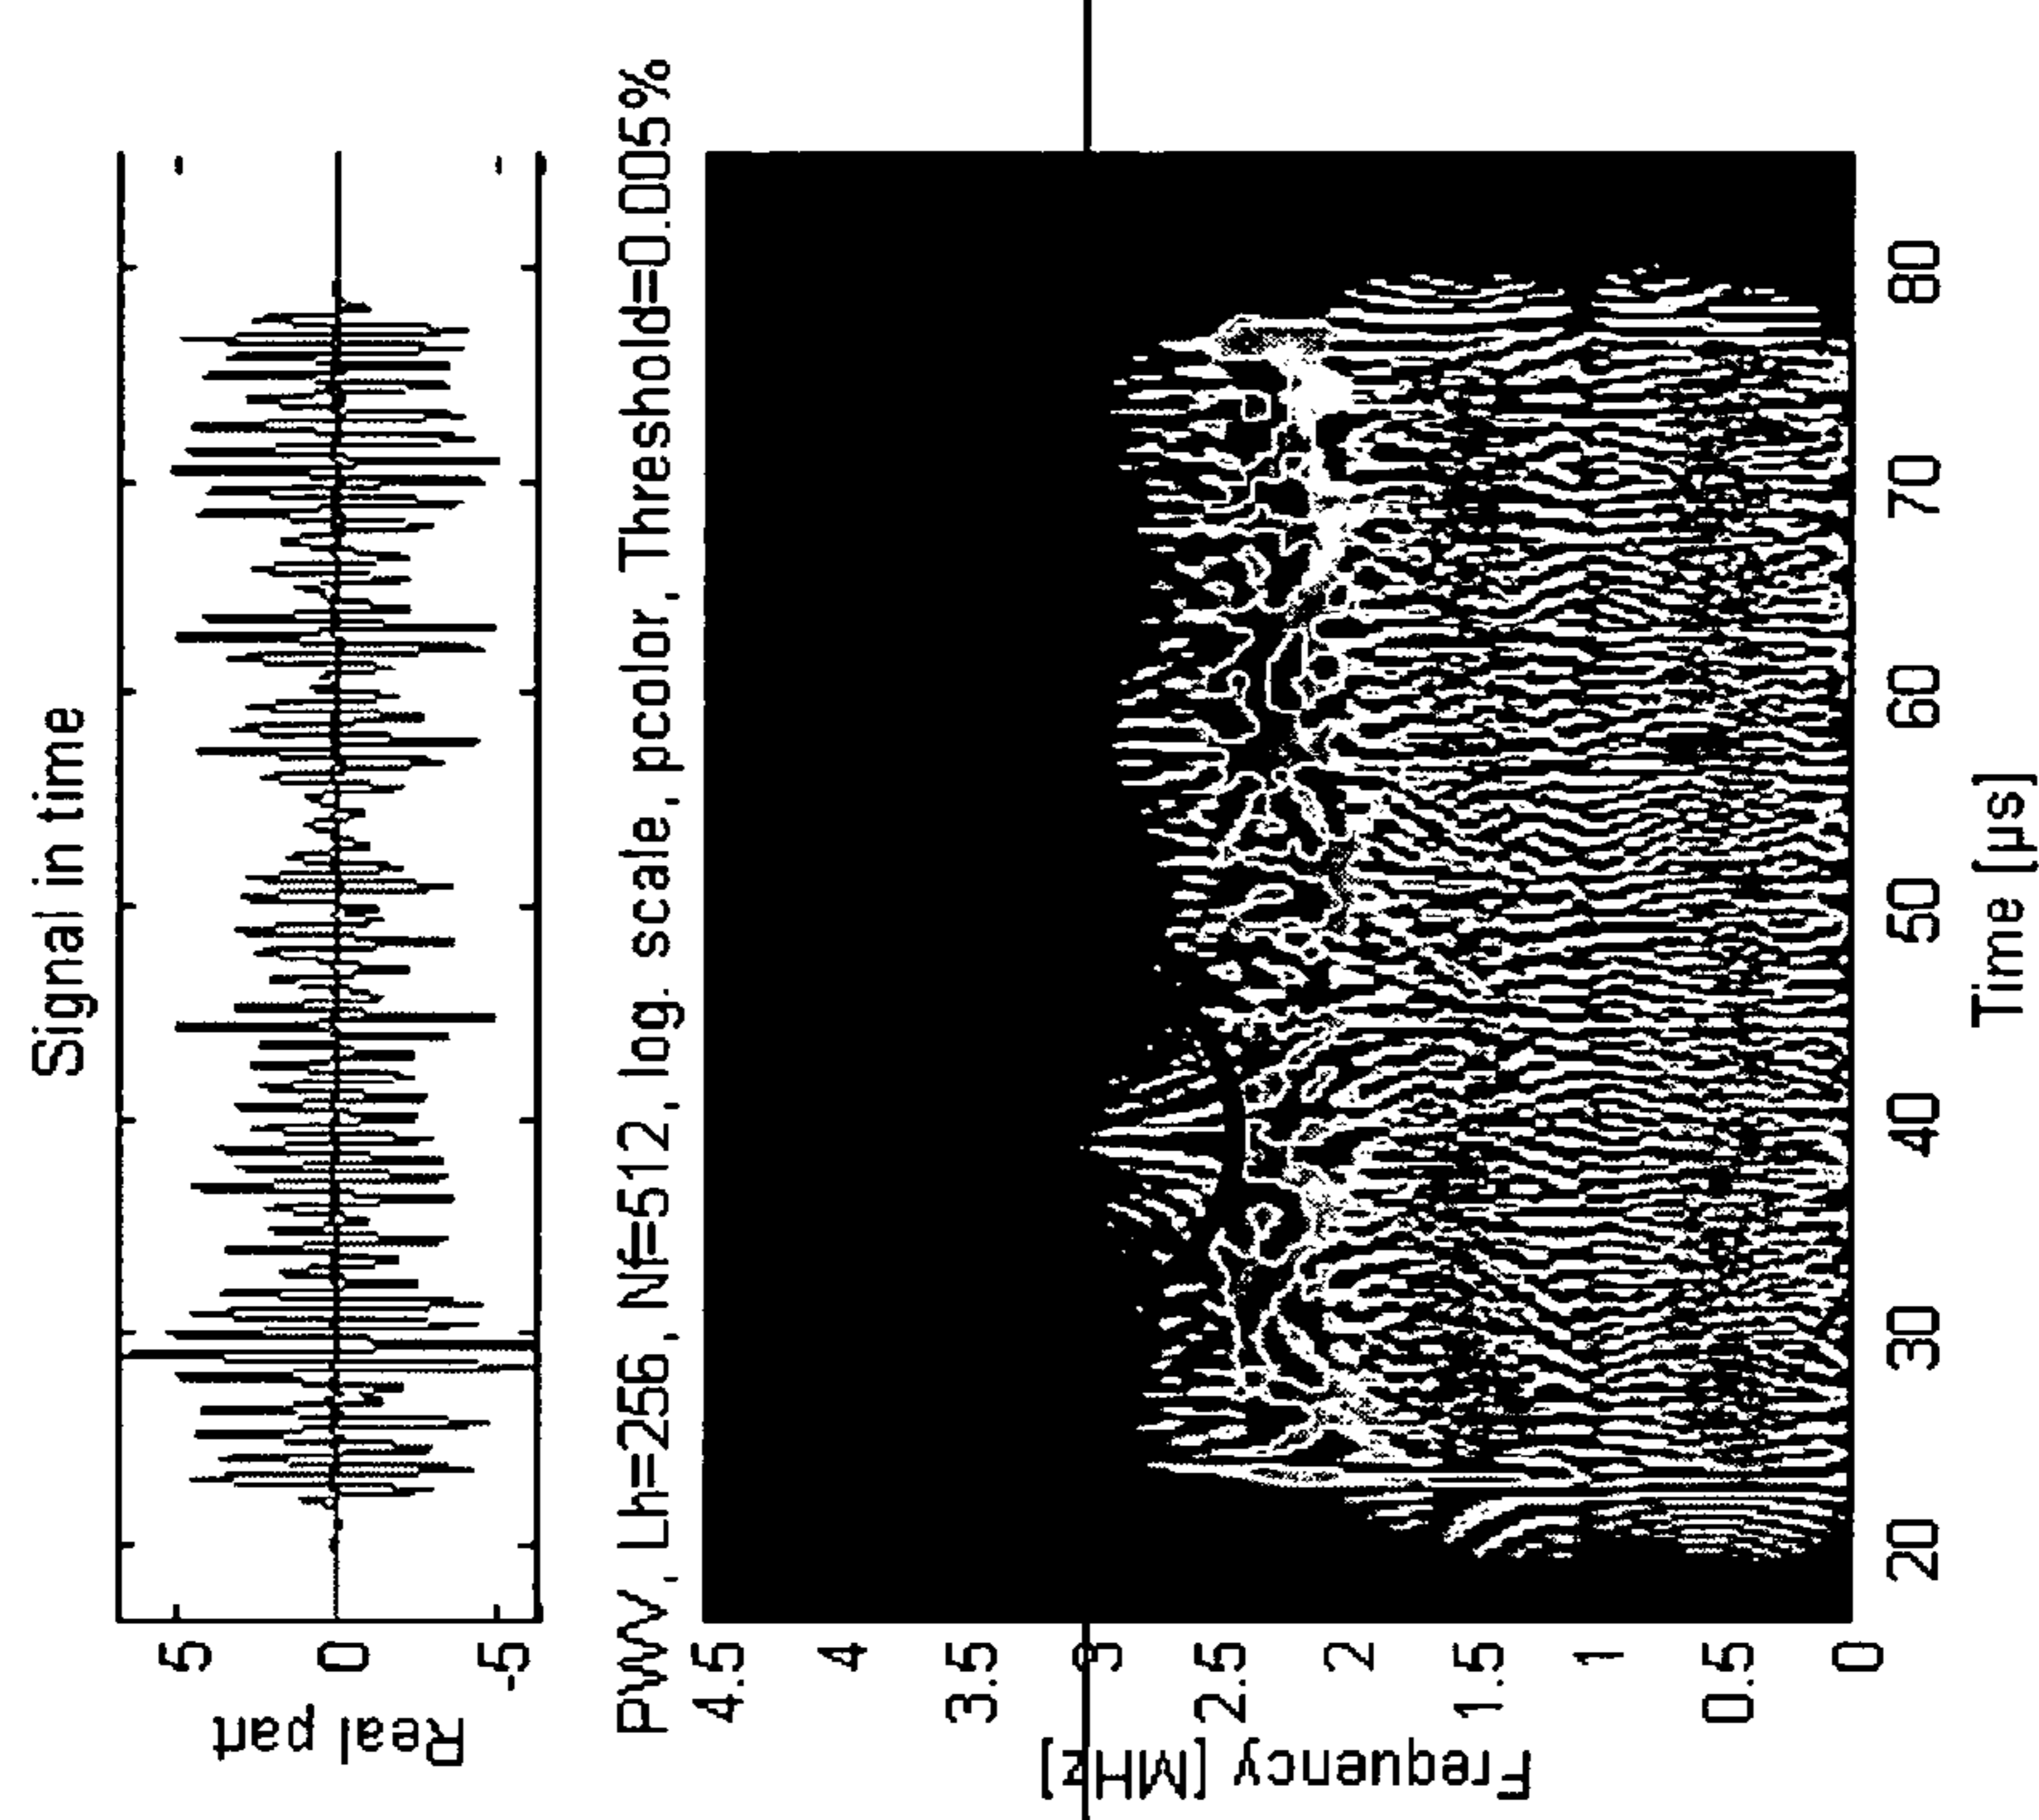 Signal in time
Real part
5
0
-5
PWV, Lh=256, Nf=512, log. scale, pcolor, Threshold=0.005%
Frequency [MHz]
4.5
4
3.5
3
2.5
2
1.5
1
0.5
0
20 30 40 50 60 70 80
Time [µs]